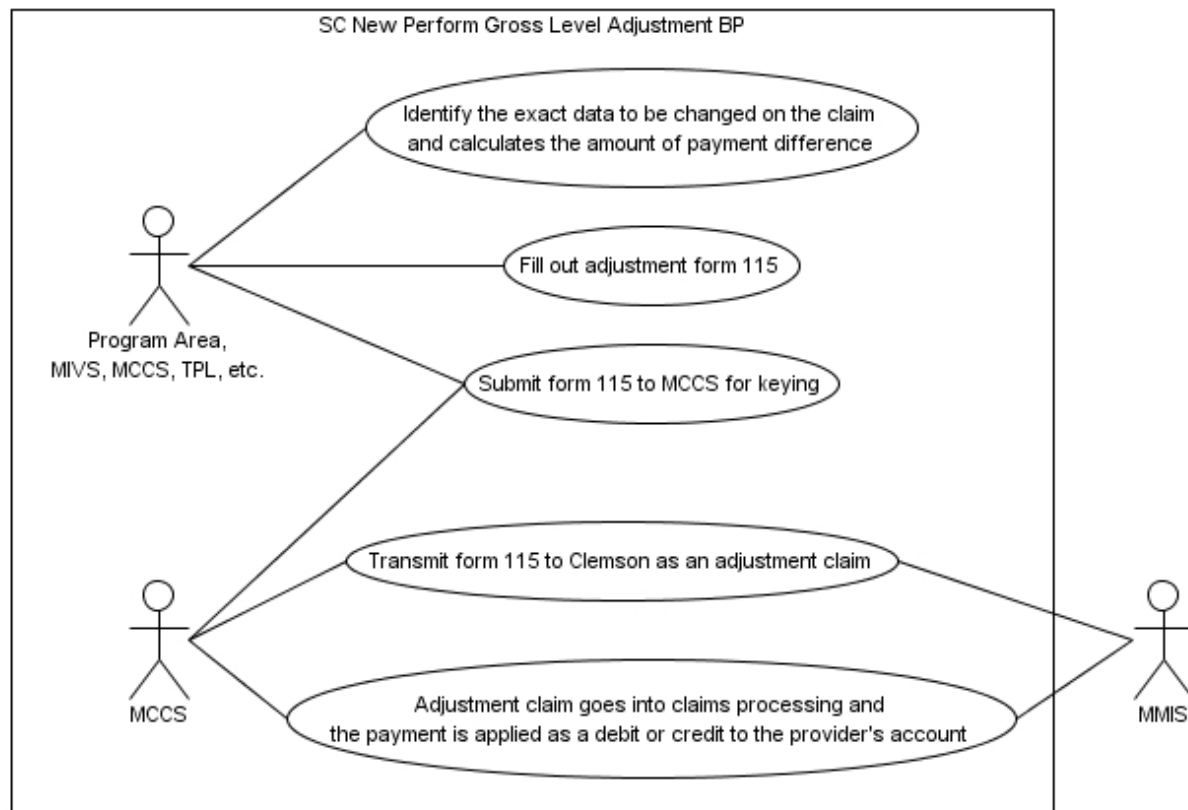 SC New Perform Gross Level Adjustment BP
Identify the exact data to be changed on the claim
and calculates the amount of payment difference
Fill out adjustment form 115
Program Area,
MIVS, MCCS, TPL, etc.
Submit form 115 to MCCS for keying
Transmit form 115 to Clemson as an adjustment claim
MCCS
MMIS
Adjustment claim goes into claims processing and
the payment is applied as a debit or credit to the provider's account